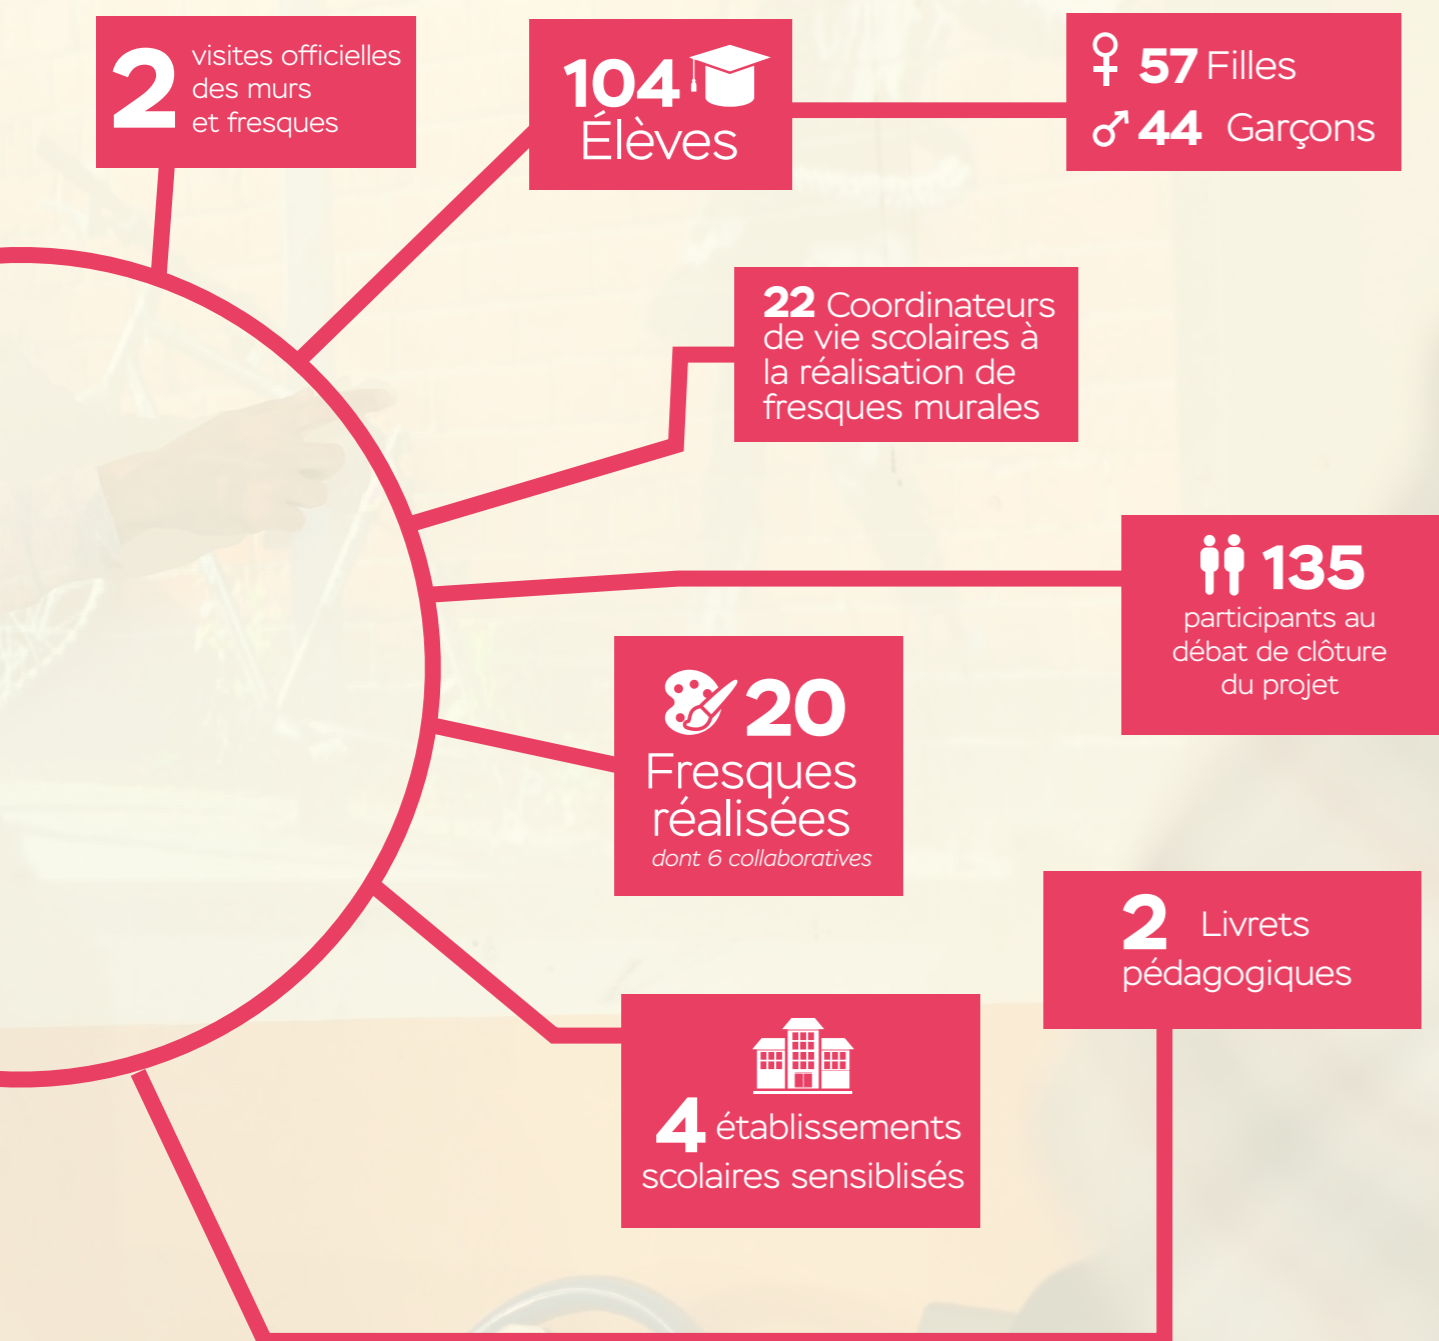 2 visites officielles
des murs
et fresques
104
Élèves
57 Filles
44 Garçons
22 Coordinateurs
de vie scolaires à
la réalisation de
fresques murales
135
participants au
débat de clôture
du projet
20
Fresques
réalisées
dont 6 collaboratives
2 Livrets
pédagogiques
4 établissements
scolaires sensiblisés